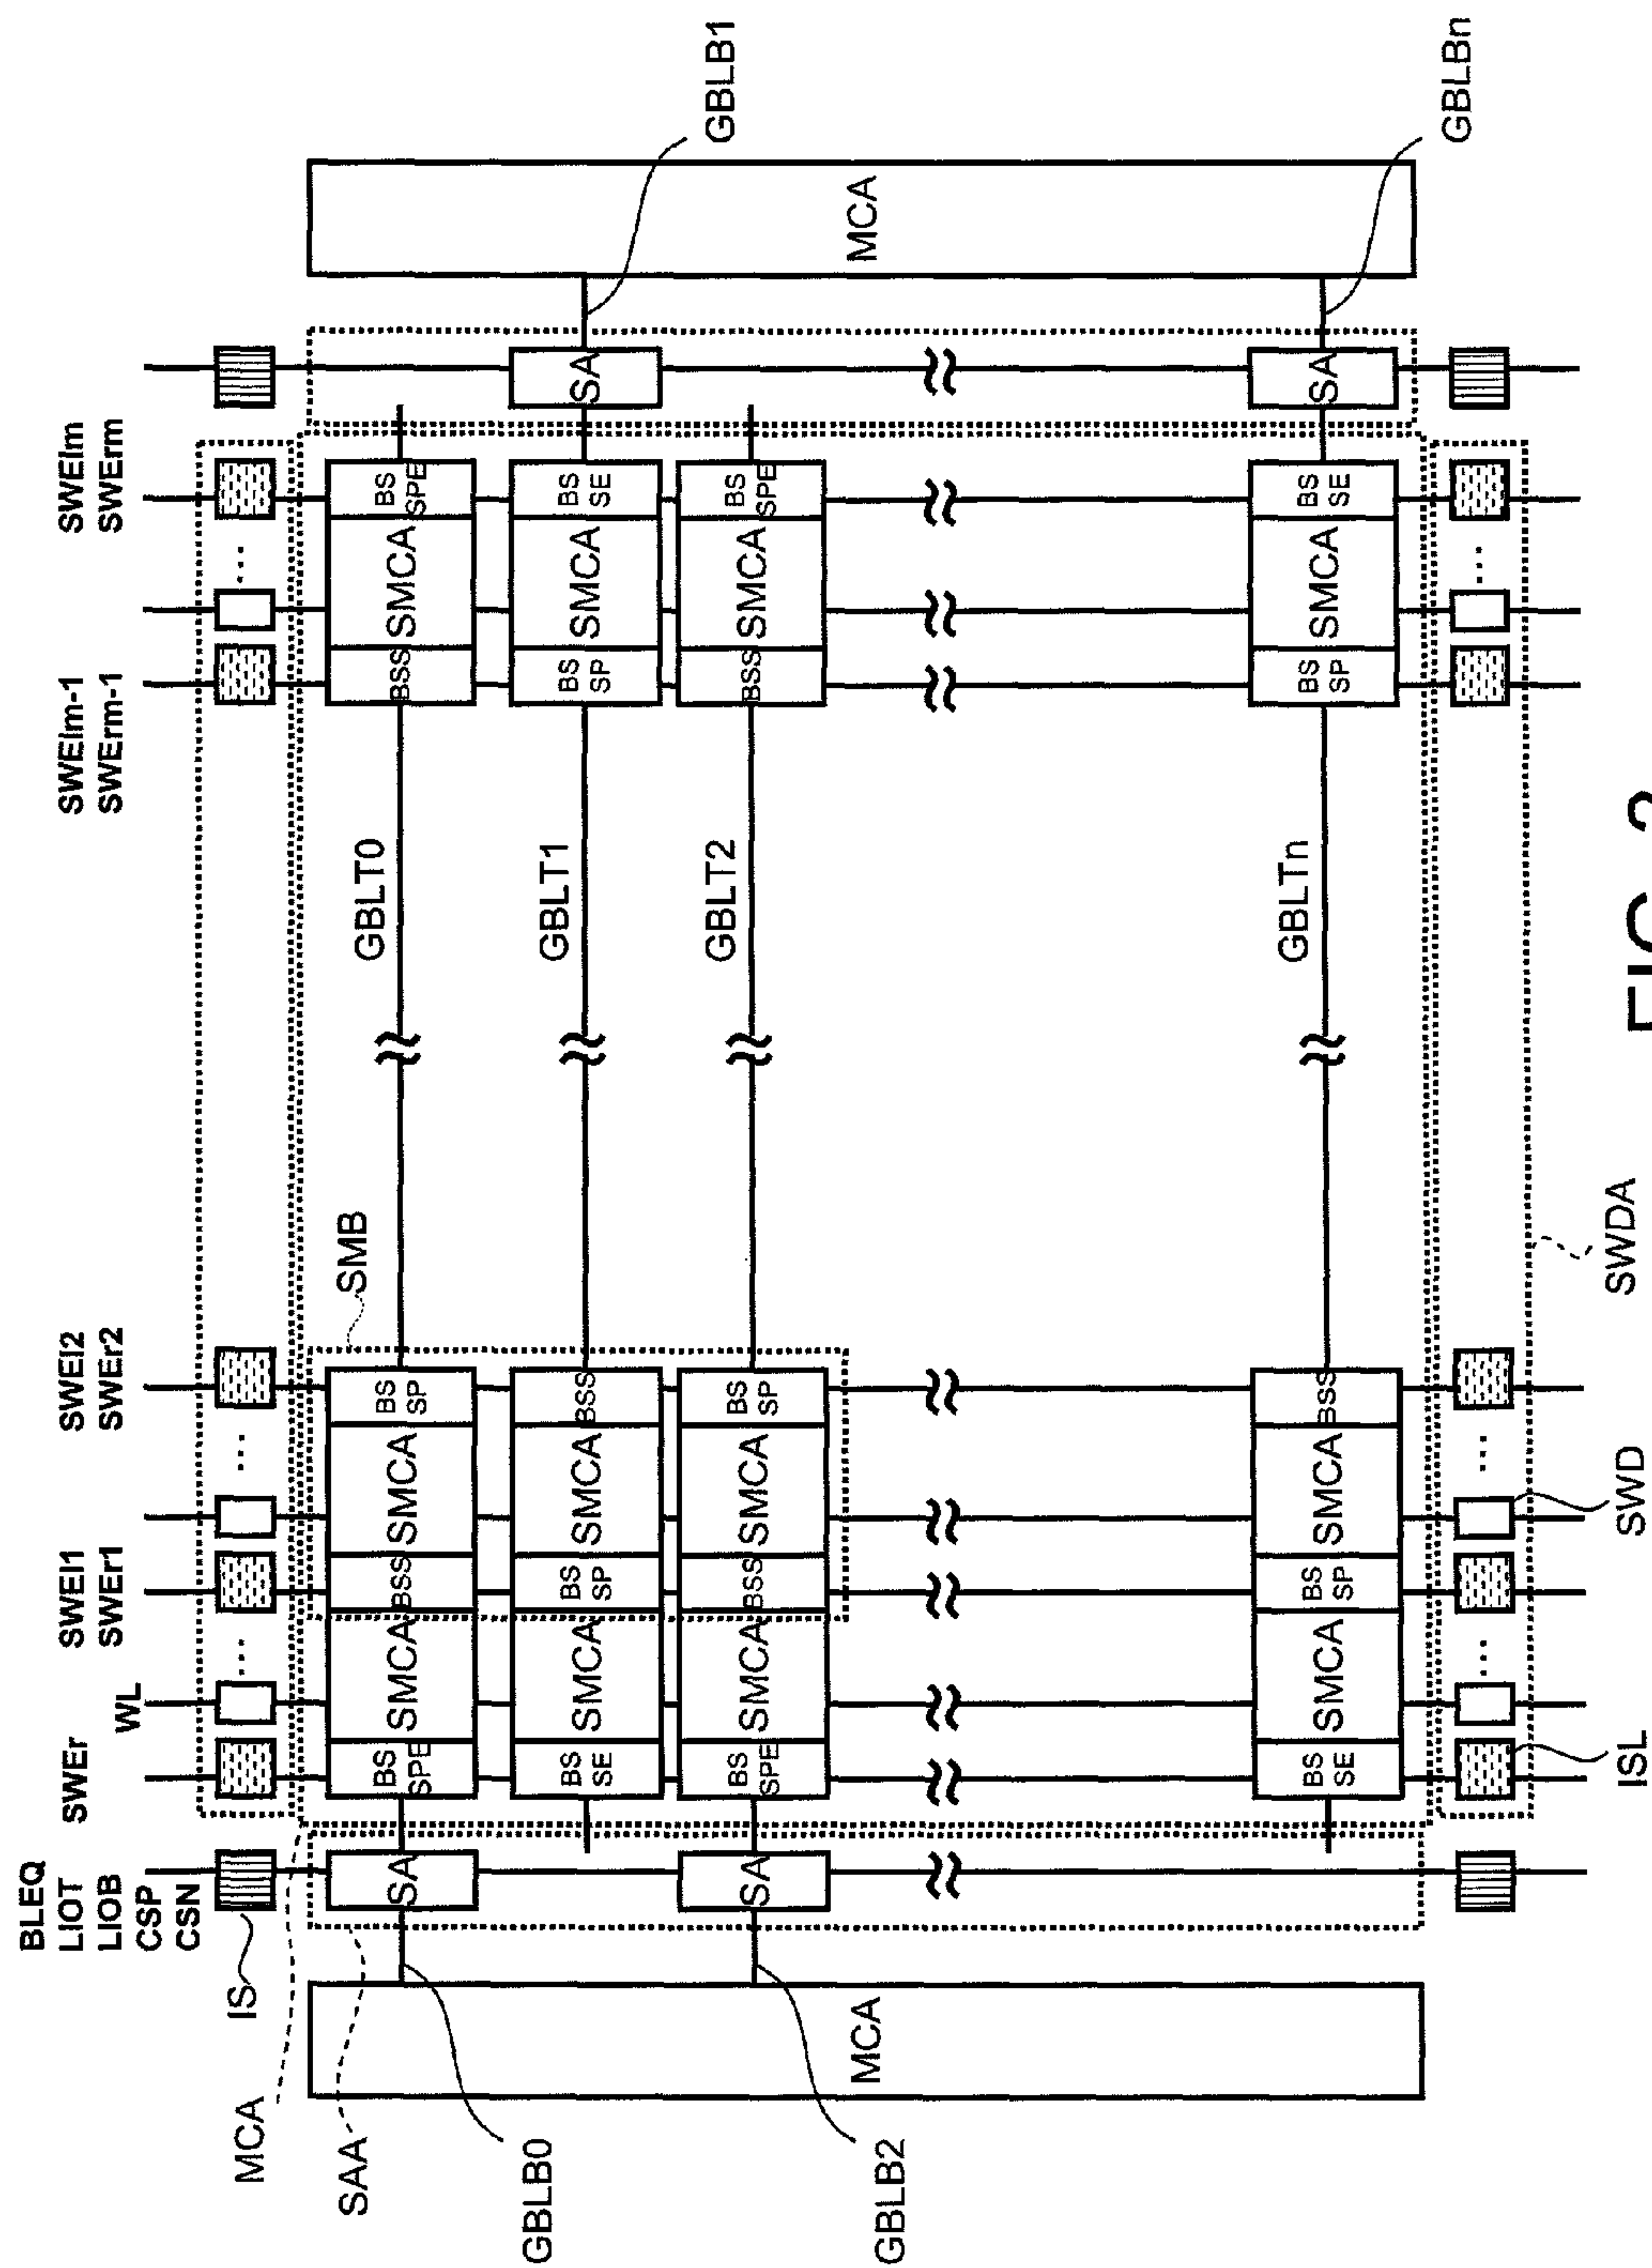 BLEQ
LIOT
LIOB
CSP
CSN
SWEr
WL
SWEl1
SWEr1
SWEl2
SWEr2
SWElm-1
SWErm-1
SWElm
SWErm
IS
MCA
SAA
SMB
SA
BS
SPE
SMCA
BSS
SMCA
BS
SP
GBLT0
BSS
SMCA
BS
SPE
BS
SE
SMCA
BS
SP
SMCA
BSS
GBLT1
BS
SP
SMCA
BS
SE
SA
GBLB1
SA
BS
SPE
SMCA
BSS
SMCA
BS
SP
GBLT2
BSS
SMCA
BS
SPE
MCA
MCA
GBLB0
GBLB2
BS
SE
SMCA
BS
SP
SMCA
BSS
GBLTn
BS
SP
SMCA
BS
SE
SA
GBLBn
ISL
SWD
SWDA